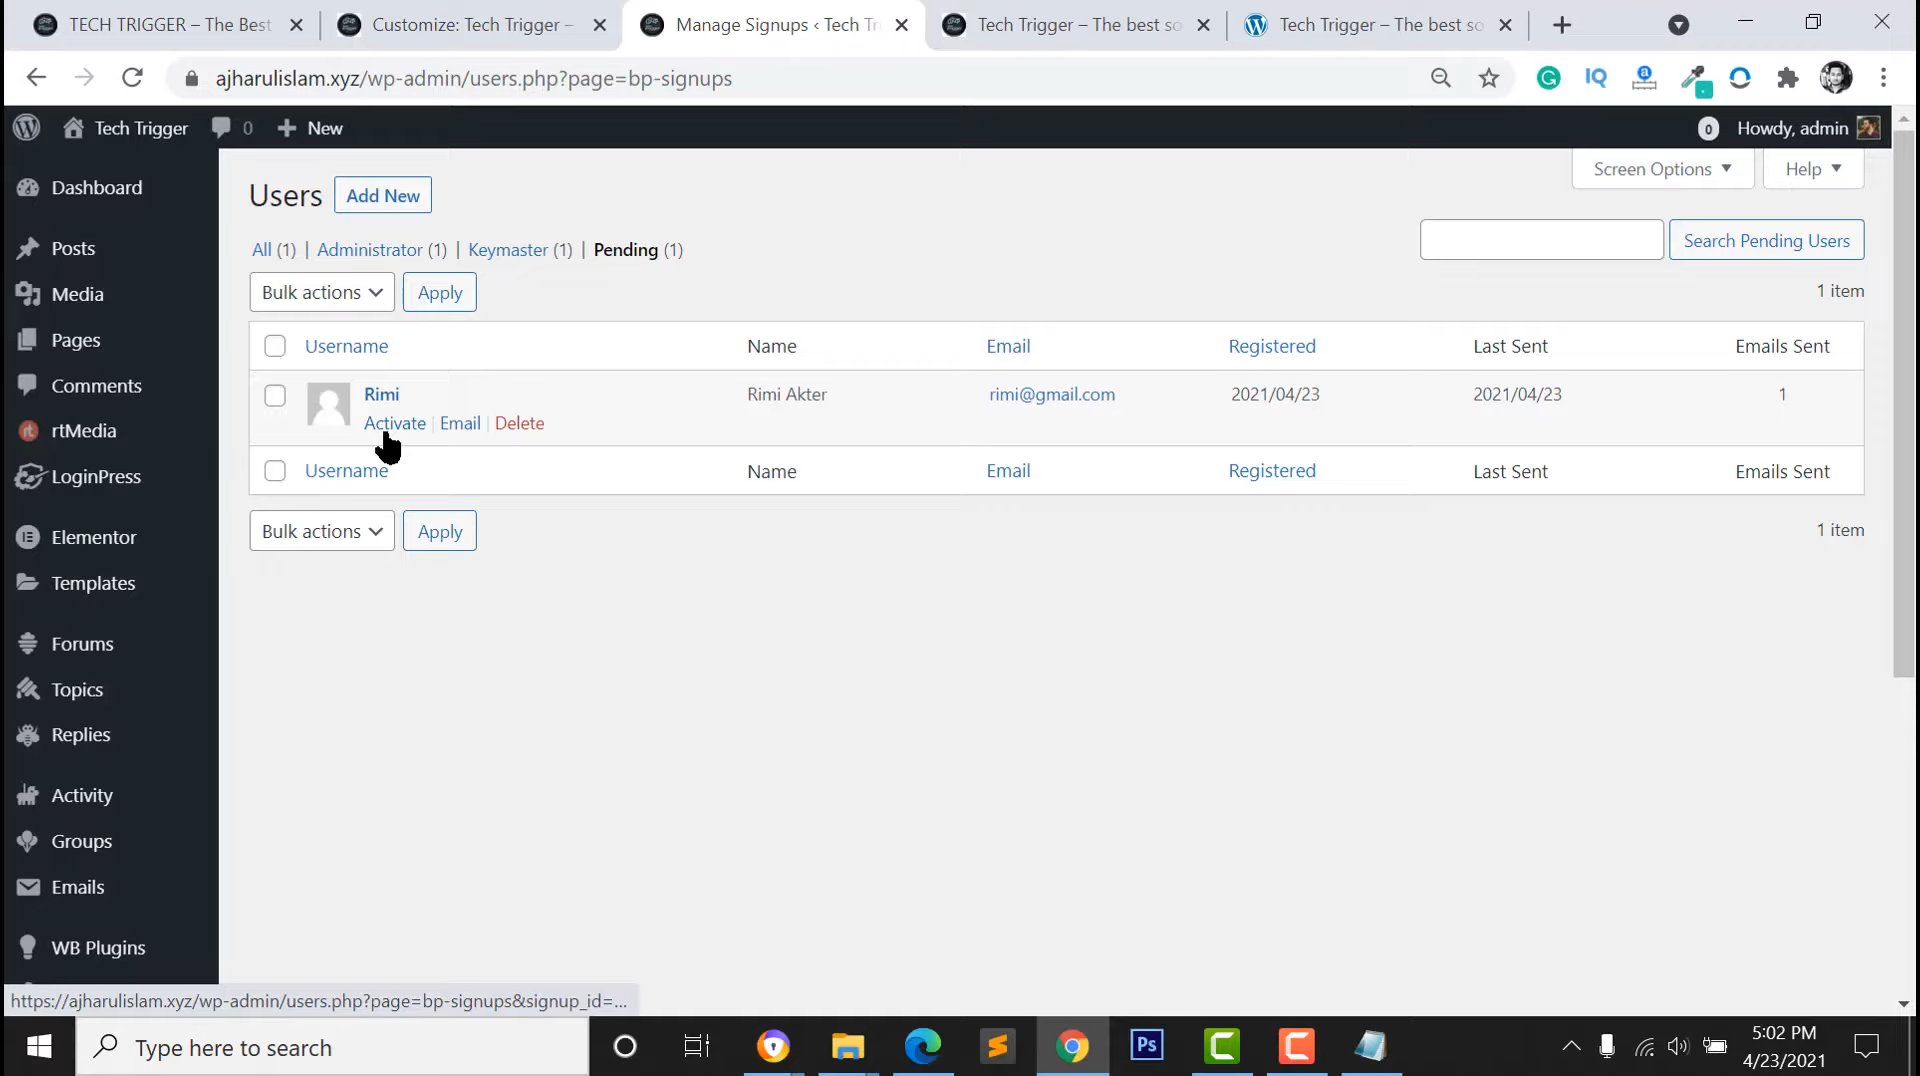 TECH TRIGGER – The Best
Customize: Tech Trigger –
Manage Signups ‹ Tech Tri
Tech Trigger – The best so
Tech Trigger – The best so
ajharulislam.xyz/wp-admin/users.php?page=bp-signups
Tech Trigger
0
New
0
Howdy, admin
Screen Options
Help
Dashboard
Posts
Media
Pages
Comments
rtMedia
LoginPress
Elementor
Templates
Forums
Topics
Replies
Activity
Groups
Emails
WB Plugins
Users
Add New
All (1) | Administrator (1) | Keymaster (1) | Pending (1)
Search Pending Users
Bulk actions
Apply
1 item
Username Name Email Registered Last Sent Emails Sent
Rimi Rimi Akter rimi@gmail.com 2021/04/23 2021/04/23 1
Activate | Email | Delete
Username Name Email Registered Last Sent Emails Sent
Bulk actions
Apply
1 item
https://ajharulislam.xyz/wp-admin/users.php?page=bp-signups&signup_id=...
Type here to search
Ps
5:02 PM
4/23/2021